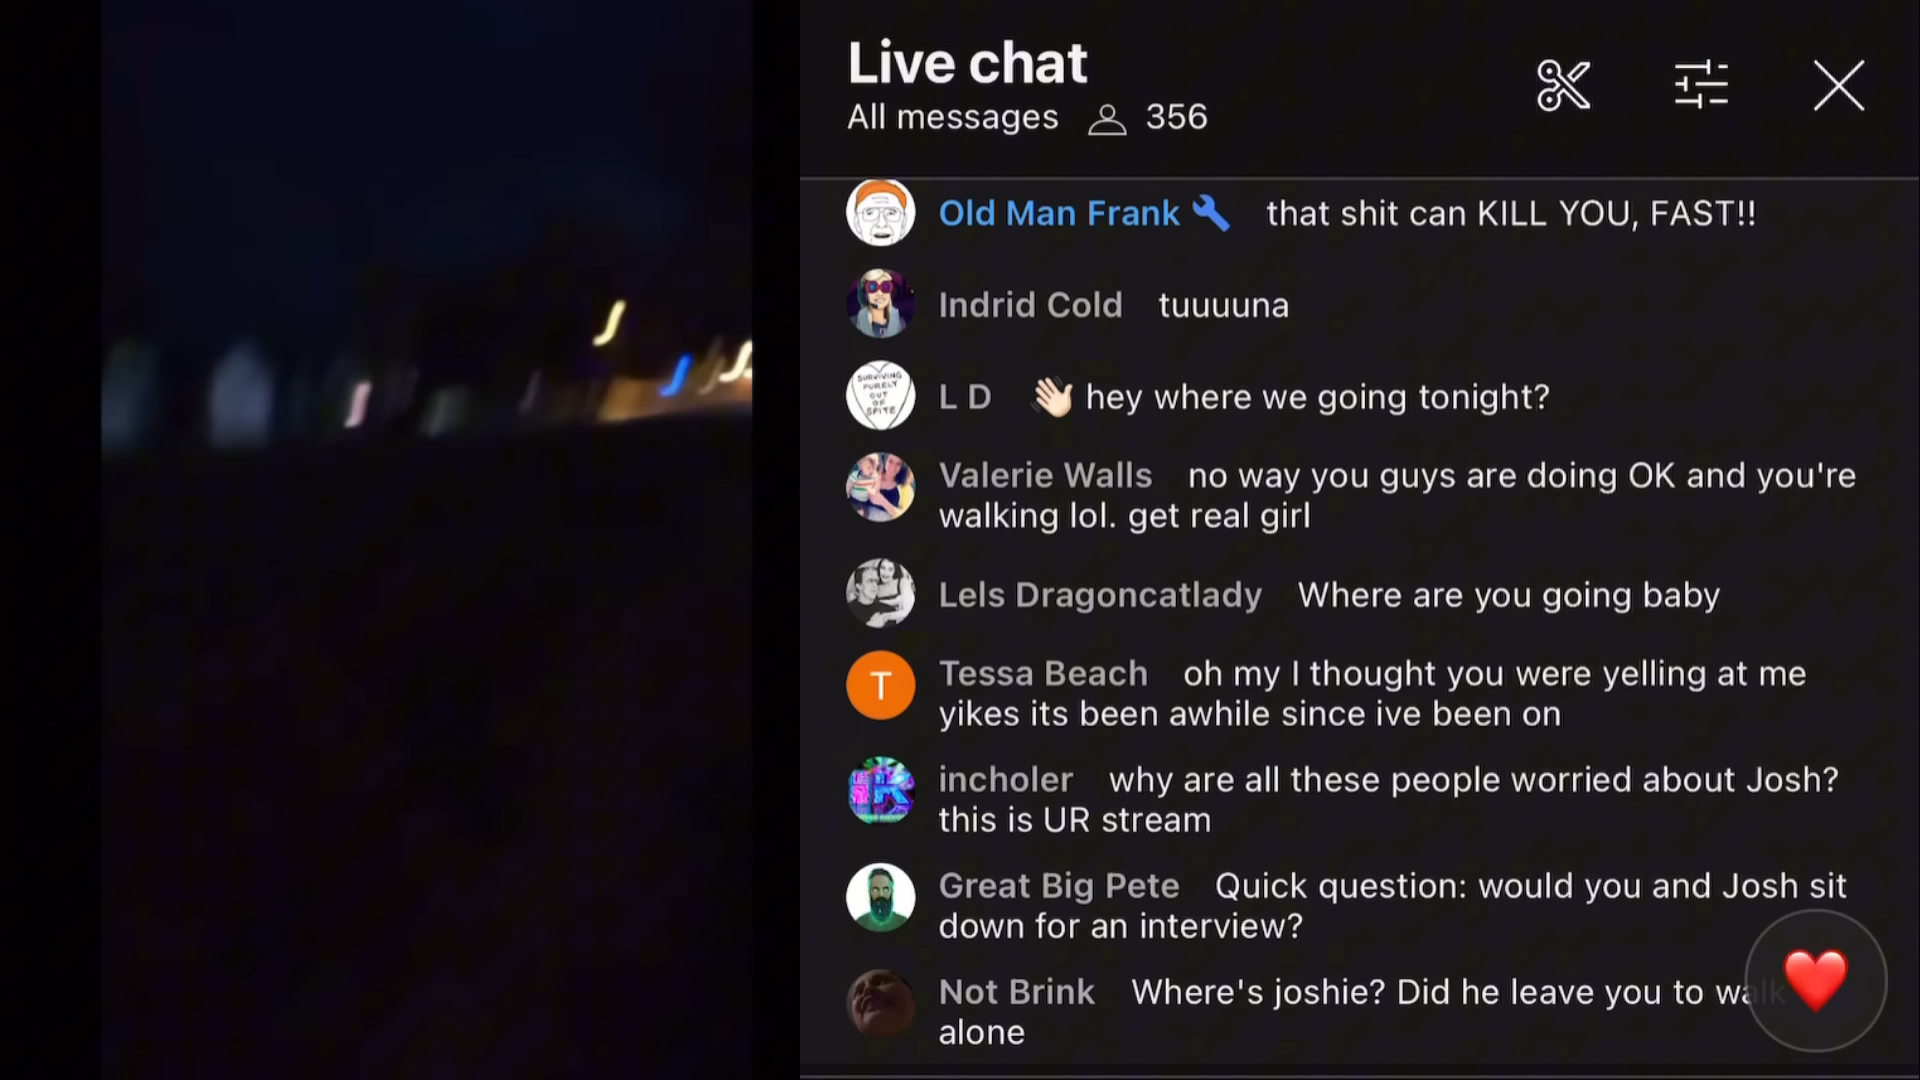 Live chat
All messages 356
Old Man Frank that shit can KILL YOU, FAST!!
Indrid Cold tuuuuna
SURVIVING
PURELY
OUT
OF
SPITE
L D 👋🏻 hey where we going tonight?
Valerie Walls no way you guys are doing OK and you're
walking lol. get real girl
Lels Dragoncatlady Where are you going baby
T
Tessa Beach oh my I thought you were yelling at me
yikes its been awhile since ive been on
incholer why are all these people worried about Josh?
this is UR stream
Great Big Pete Quick question: would you and Josh sit
down for an interview?
Not Brink Where's joshie? Did he leave you to walk
alone